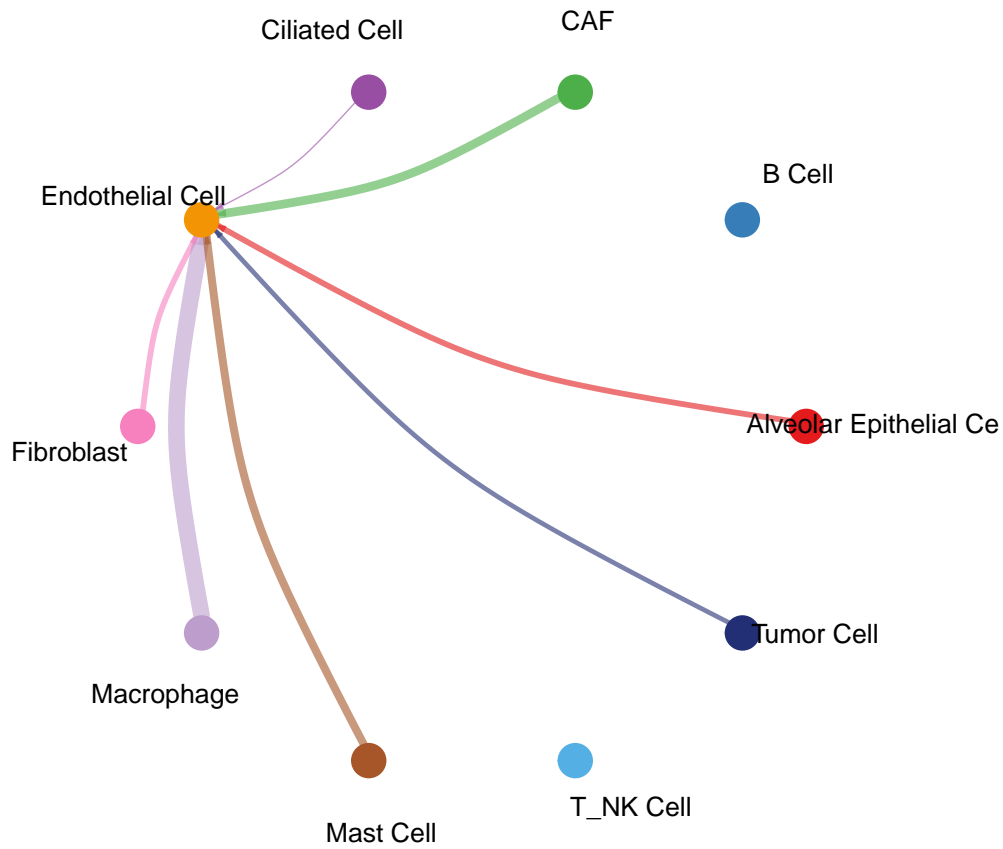 CAF
Ciliated Cell
B Cell
Endothelial Cell
Alveolar Epithelial Ce
Fibroblast
Tumor Cell
Macrophage
T_NK Cell
Mast Cell